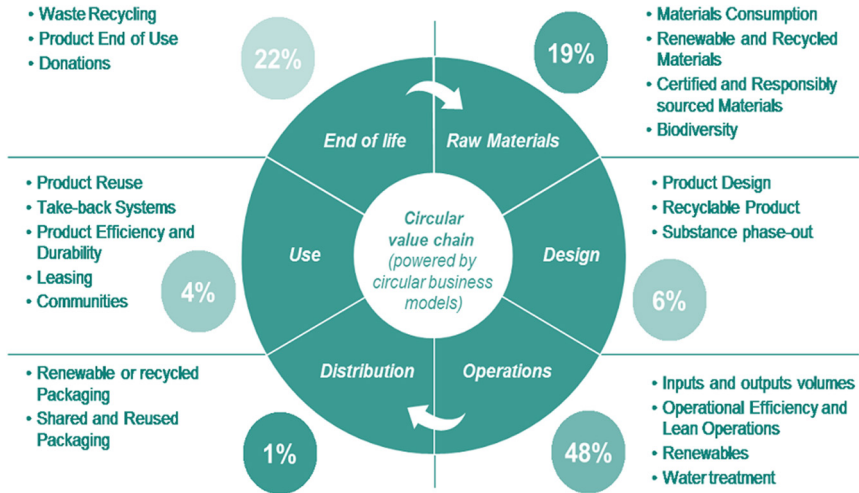 • Waste Recycling
• Product End of Use
• Donations
22%
19%
• Materials Consumption
• Renewable and Recycled
Materials
• Certified and Responsibly
sourced Materials
• Biodiversity
End of life
Raw Materials
• Product Reuse
• Take-back Systems
• Product Efficiency and
Durability
• Leasing
• Communities
4%
Use
Circular
value chain
(powered by
circular business
models)
Design
• Product Design
• Recyclable Product
• Substance phase-out
6%
Distribution
Operations
• Renewable or recycled
Packaging
• Shared and Reused
Packaging
1%
48%
• Inputs and outputs volumes
• Operational Efficiency and
Lean Operations
• Renewables
• Water treatment